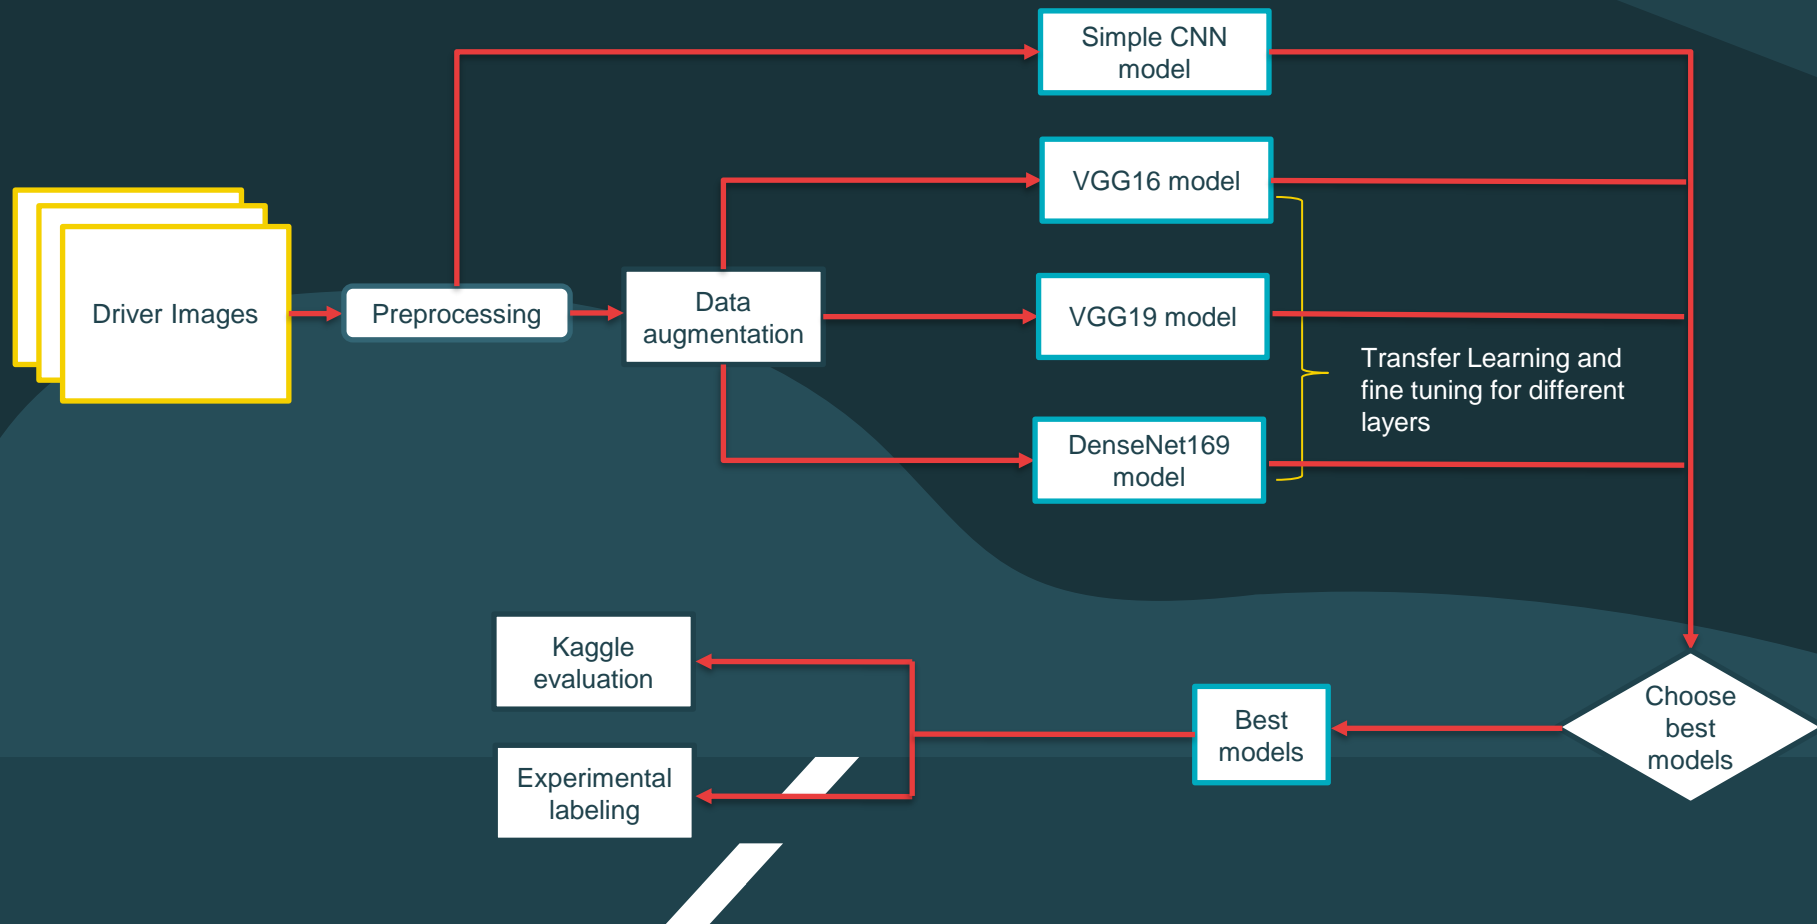 Simple CNN
model
VGG16 model
Driver Images
Preprocessing
Data
augmentation
VGG19 model
Transfer Learning and
fine tuning for different
layers
DenseNet169
model
Kaggle
evaluation
Experimental
labeling
Best
models
Choose
best
models